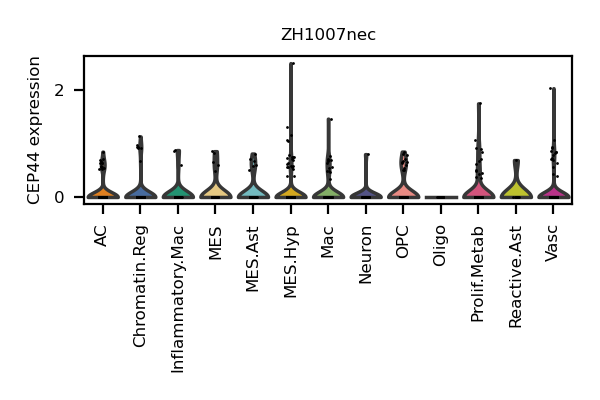 ZH1007nec
CEP44 expression
2
0
AC
Chromatin.Reg
Inflammatory.Mac
MES
MES.Ast
MES.Hyp
Mac
Neuron
OPC
Oligo
Prolif.Metab
Reactive.Ast
Vasc